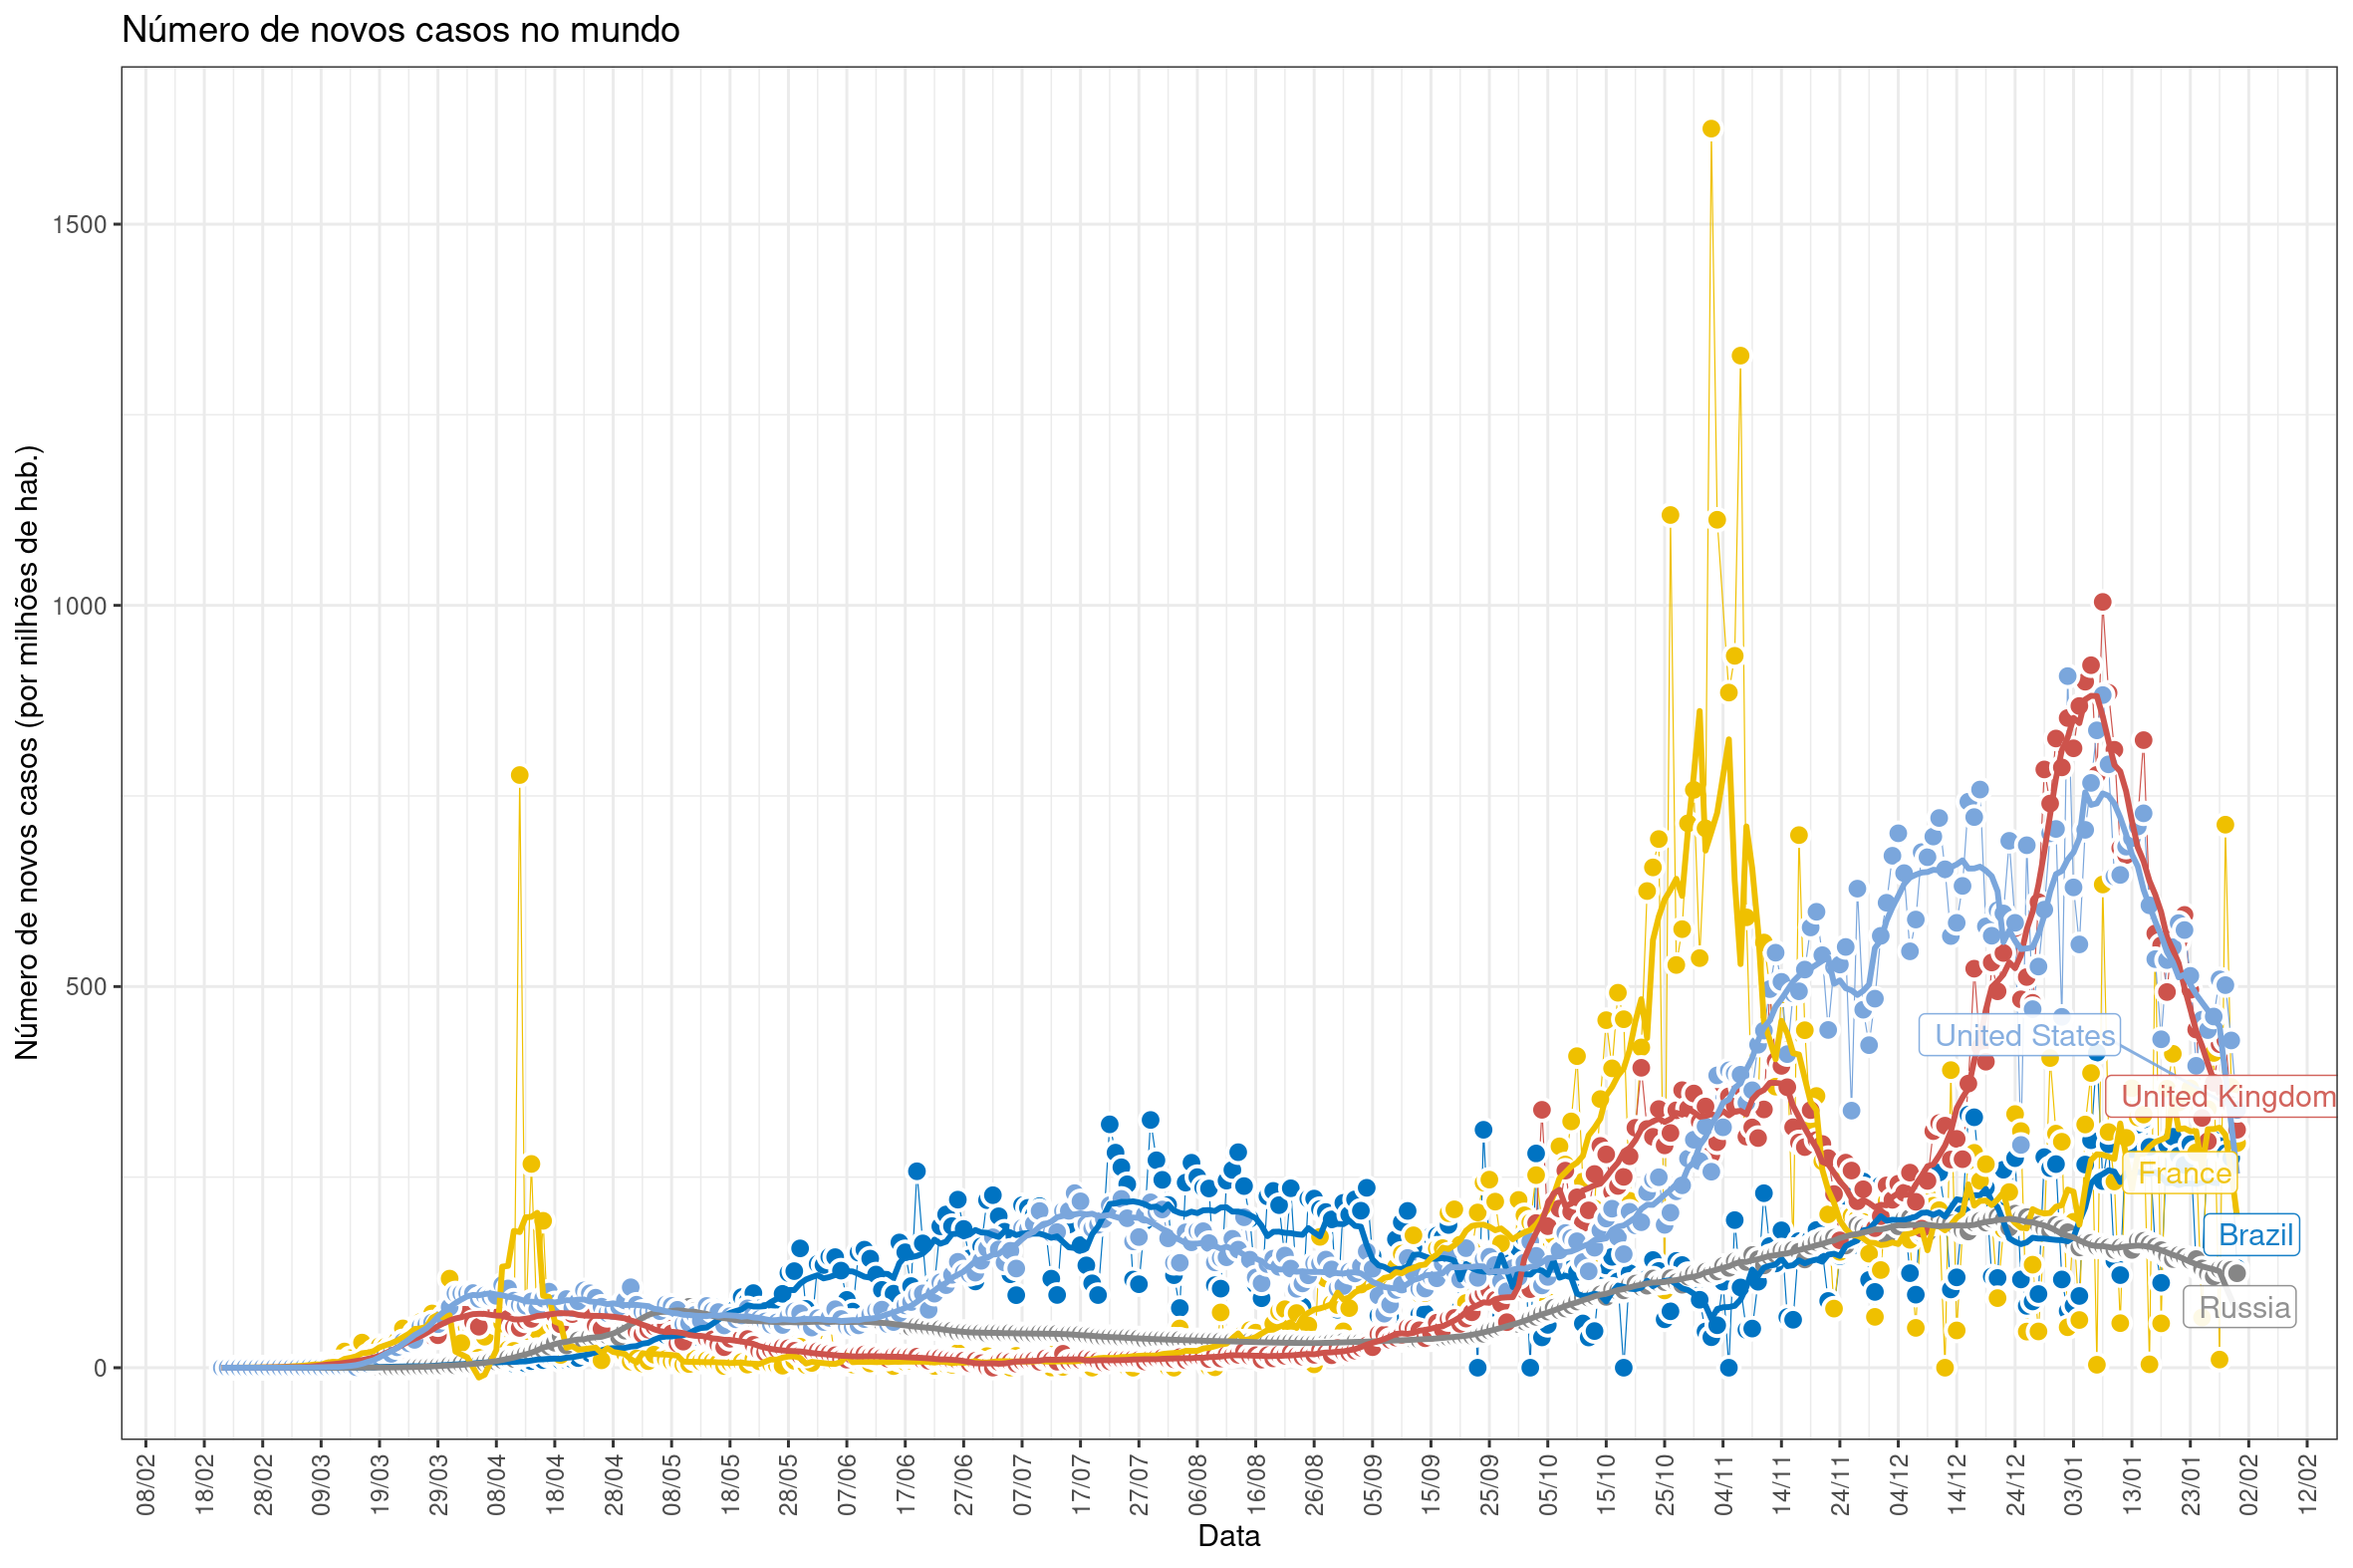 Número de novos casos no mundo
Número de novos casos (por milhões de hab.)
1500
1000
500
0
United States
United Kingdom
France
Brazil
Russia
08/02 18/02 28/02 09/03 19/03 29/03 08/04 18/04 28/04 08/05 18/05 28/05 07/06 17/06 27/06 07/07 17/07 27/07 06/08 16/08 26/08 05/09 15/09 25/09 05/10 15/10 25/10 04/11 14/11 24/11 04/12 14/12 24/12 03/01 13/01 23/01 02/02 12/02
Data